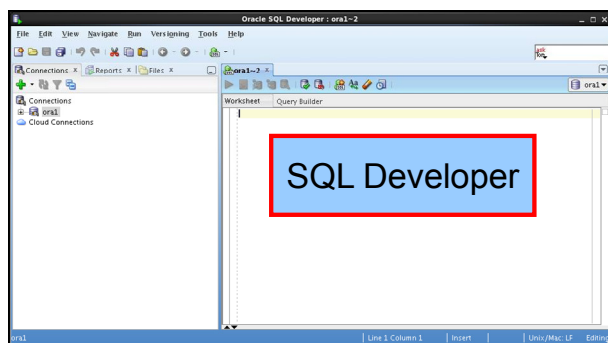 Oracle SQL Developer : ora1~2
File Edit View Navigate Run Versioning Tools Help
Connections Reports Files
ora1~2
ora1
Worksheet Query Builder
Connections
ora1
Cloud Connections
SQL Developer
ora1
Line 1 Column 1 Insert Unix/Mac: LF Editing